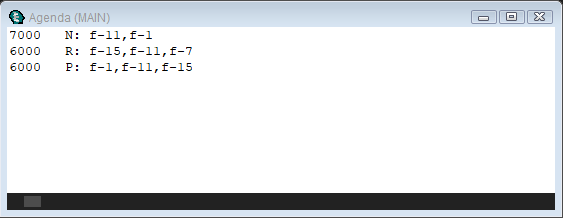 Agenda (MAIN)
7000 N: f-11,f-1
6000 R: f-15,f-11,f-7
6000 P: f-1,f-11,f-15